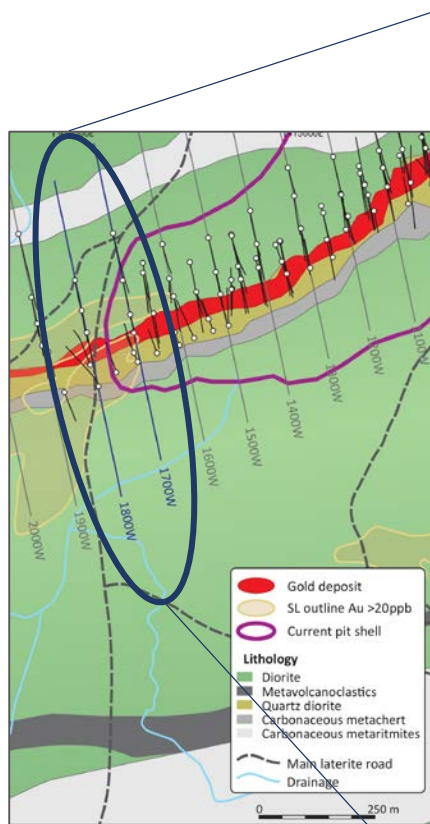 2000W
1900W
1800W
1700W
1600W
1500W
1400W
Gold deposit
SL outline Au >20ppb
Current pit shell
Lithology
Diorite
Metavolcanoclastics
Quartz diorite
Carbonaceous metachert
Carbonaceous metaritmites
Main laterite road
Drainage
0 250 m